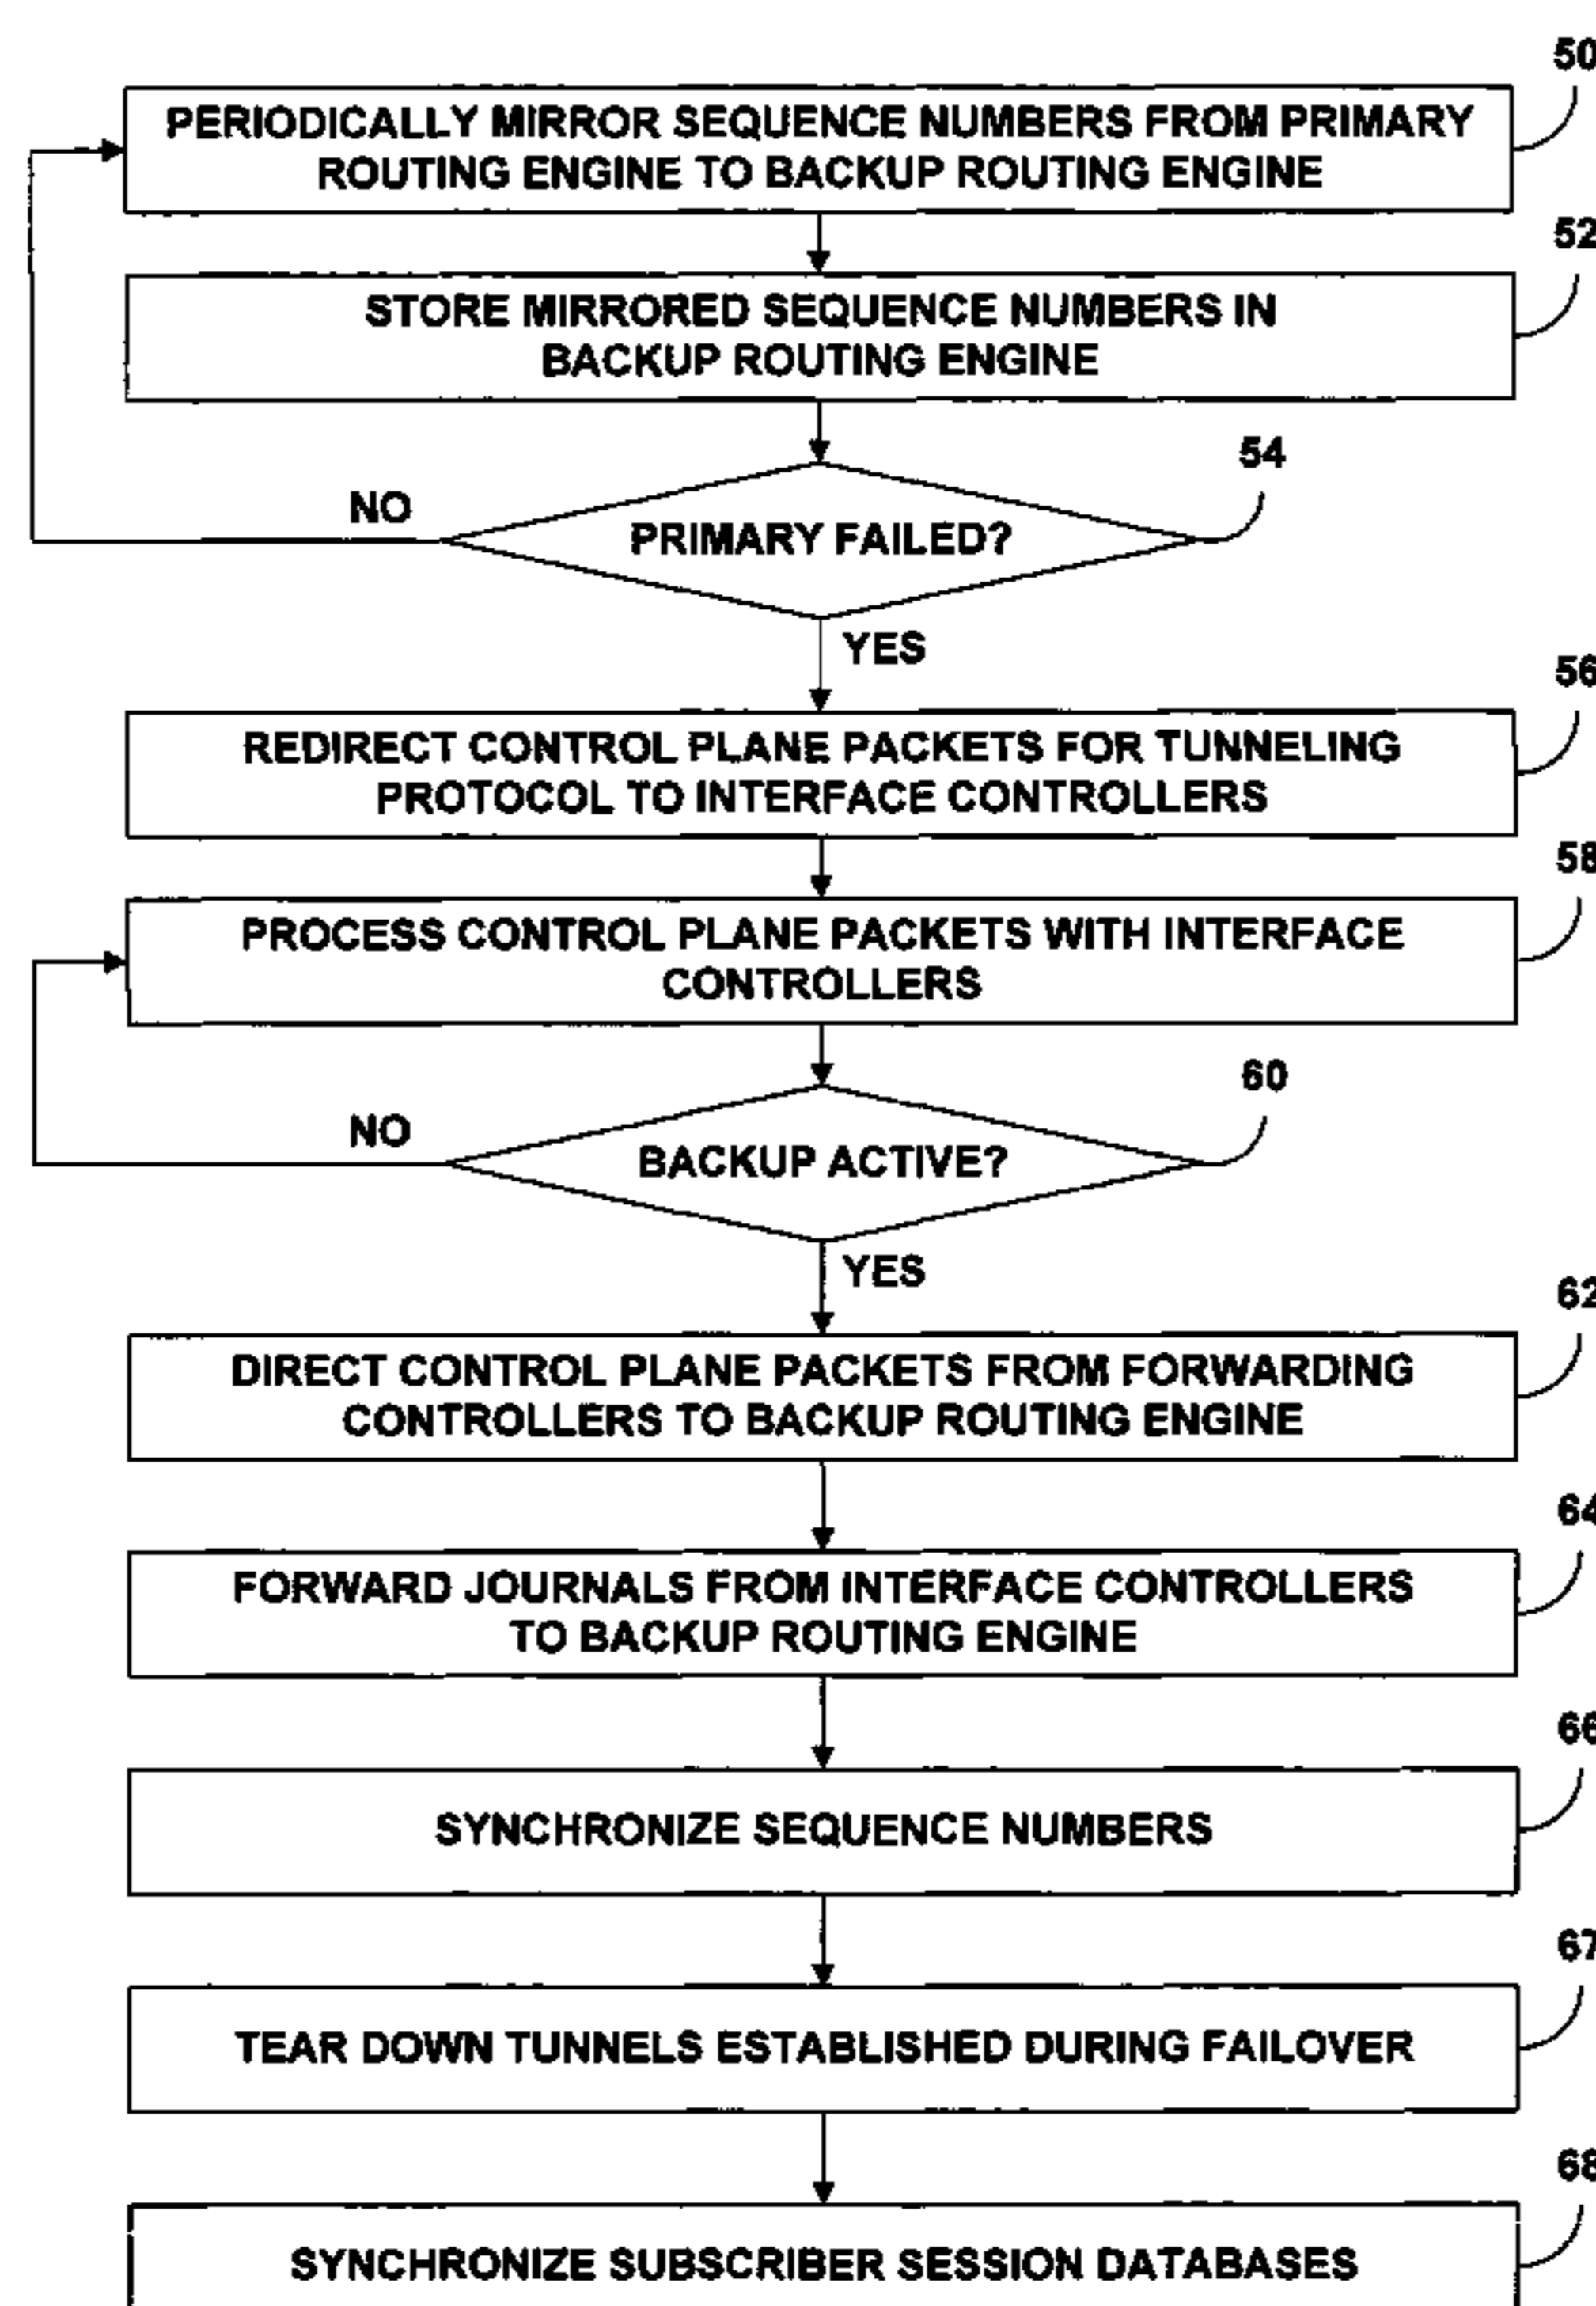 50
PERIODICALLY MIRROR SEQUENCE NUMBERS FROM PRIMARY
ROUTING ENGINE TO BACKUP ROUTING ENGINE
52
STORE MIRRORED SEQUENCE NUMBERS IN
BACKUP ROUTING ENGINE
54
NO
PRIMARY FAILED?
YES
56
REDIRECT CONTROL PLANE PACKETS FOR TUNNELING
PROTOCOL TO INTERFACE CONTROLLERS
58
PROCESS CONTROL PLANE PACKETS WITH INTERFACE
CONTROLLERS
60
NO
BACKUP ACTIVE?
YES
62
DIRECT CONTROL PLANE PACKETS FROM FORWARDING
CONTROLLERS TO BACKUP ROUTING ENGINE
64
FORWARD JOURNALS FROM INTERFACE CONTROLLERS
TO BACKUP ROUTING ENGINE
66
SYNCHRONIZE SEQUENCE NUMBERS
67
TEAR DOWN TUNNELS ESTABLISHED DURING FAILOVER
68
SYNCHRONIZE SUBSCRIBER SESSION DATABASES